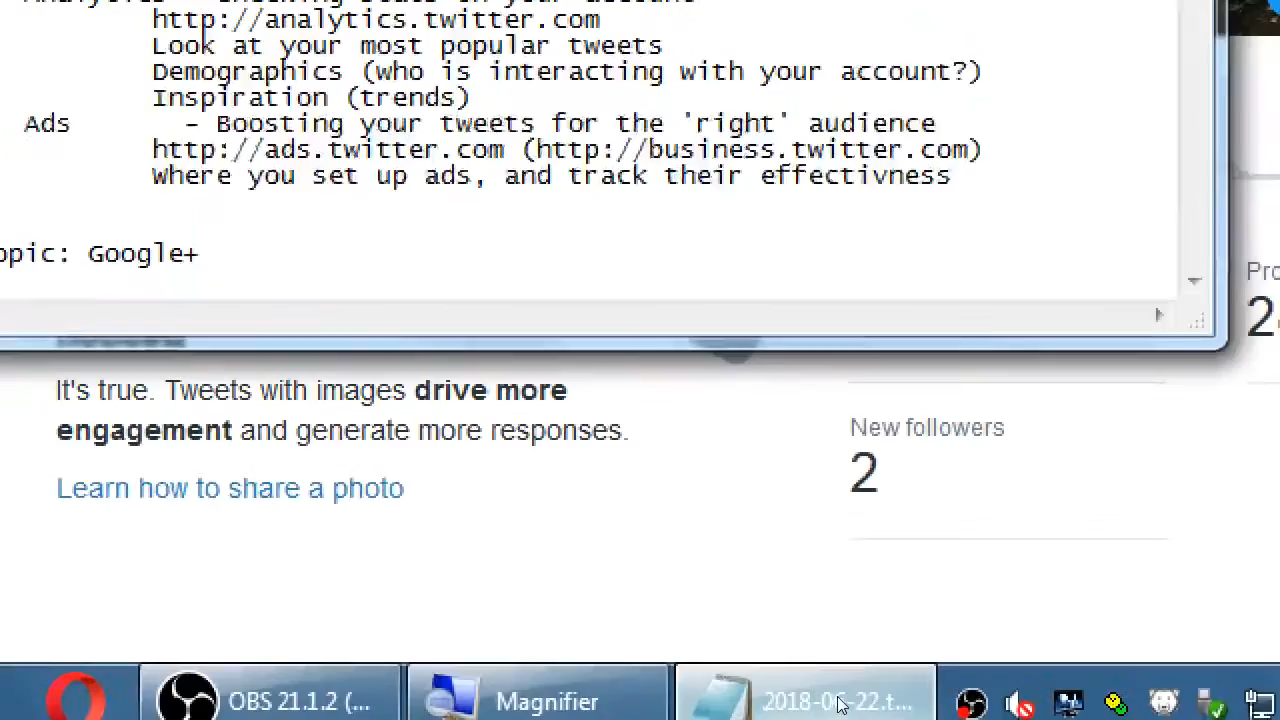 http://analytics.twitter.com
Look at your most popular tweets
Demographics (who is interacting with your account?)
Inspiration (trends)
Ads - Boosting your tweets for the 'right' audience
http://ads.twitter.com (http://business.twitter.com)
Where you set up ads, and track their effectivness
opic: Google+
It's true. Tweets with images drive more
engagement and generate more responses.
Learn how to share a photo
New followers
2
OBS 21.1.2 (...
Magnifier
2018-06-22.t...